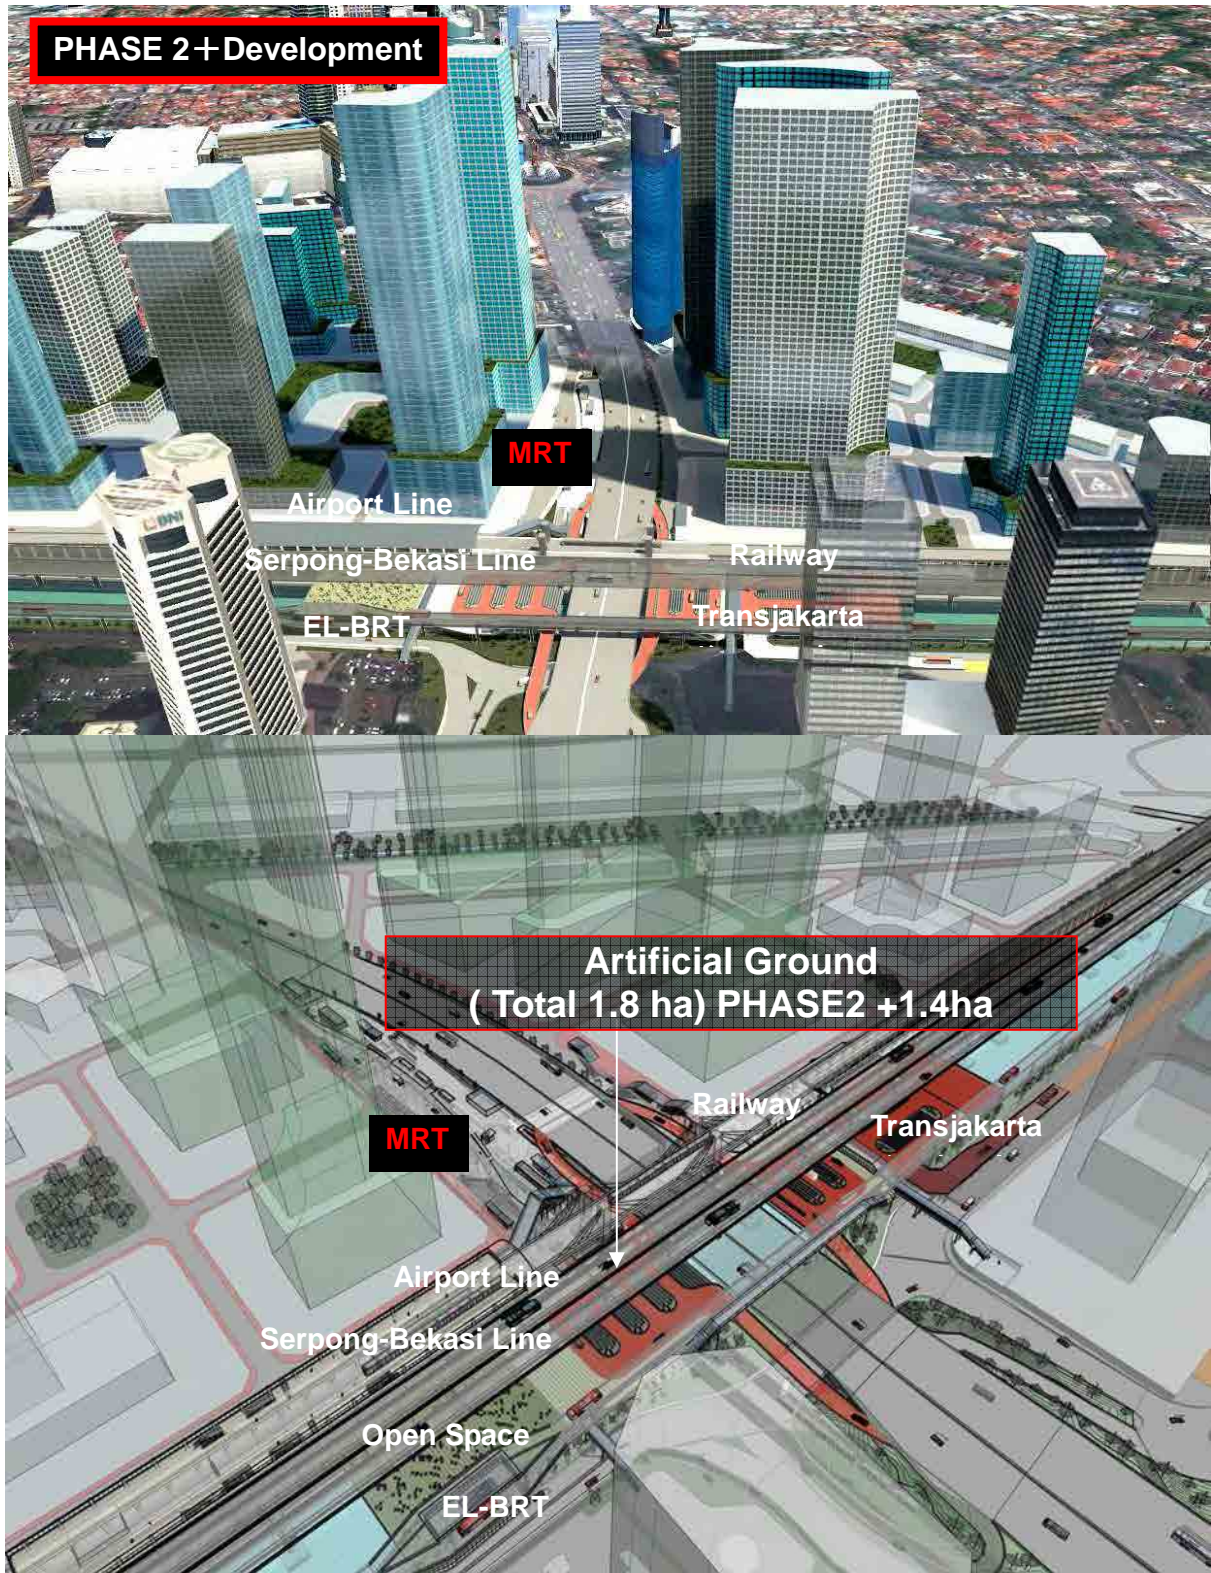 PHASE 2＋Development
MRT
Airport Line
Serpong-Bekasi Line
Railway
EL-BRT
Transjakarta
BNI
Artificial Ground
( Total 1.8 ha) PHASE2 +1.4ha
Railway
Transjakarta
MRT
Airport Line
Serpong-Bekasi Line
Open Space
EL-BRT